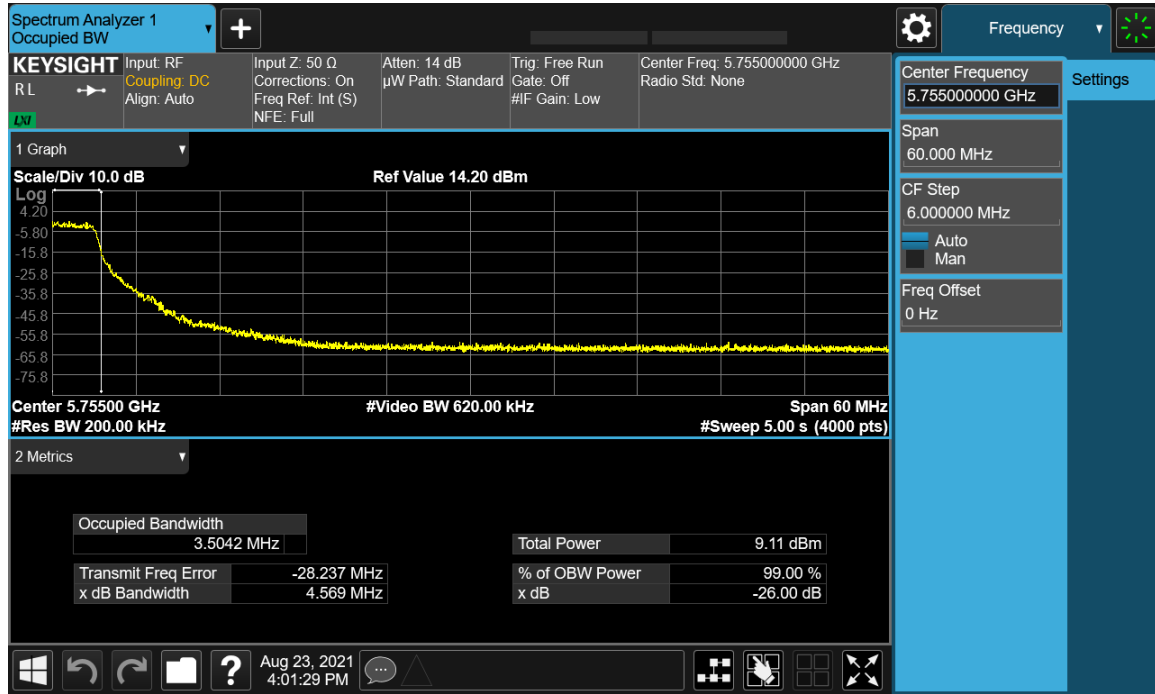 Spectrum Analyzer 1
Occupied BW
Frequency
KEYSIGHT
R L
LXI
Input: RF
Coupling: DC
Align: Auto
Input Z: 50 Ω
Corrections: On
Freq Ref: Int (S)
NFE: Full
Atten: 14 dB
µW Path: Standard
Trig: Free Run
Gate: Off
#IF Gain: Low
Center Freq: 5.755000000 GHz
Radio Std: None
Center Frequency
5.755000000 GHz
Settings
Span
60.000 MHz
CF Step
6.000000 MHz
Auto
Man
Freq Offset
0 Hz
1 Graph
Scale/Div 10.0 dB
Ref Value 14.20 dBm
Log
4.20
-5.80
-15.8
-25.8
-35.8
-45.8
-55.8
-65.8
-75.8
Center 5.75500 GHz
#Video BW 620.00 kHz
Span 60 MHz
#Res BW 200.00 kHz
#Sweep 5.00 s (4000 pts)
2 Metrics
Occupied Bandwidth
3.5042 MHz
Total Power 9.11 dBm
Transmit Freq Error -28.237 MHz
% of OBW Power 99.00 %
x dB Bandwidth 4.569 MHz
x dB -26.00 dB
?
Aug 23, 2021
4:01:29 PM